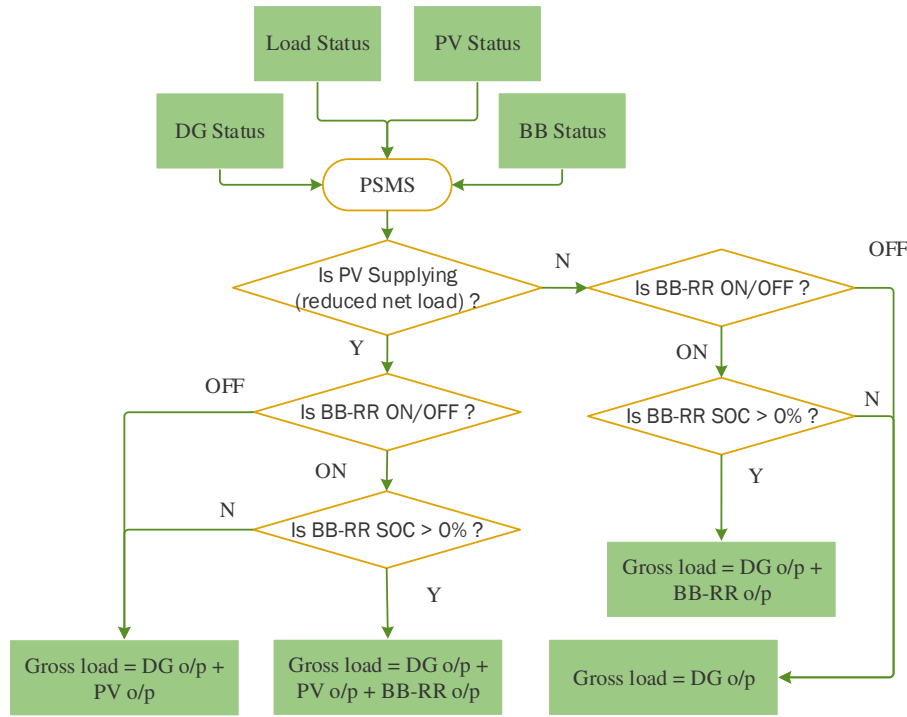 Load Status
PV Status
DG Status
BB Status
PSMS
Is PV Supplying
(reduced net load) ?
N
Is BB-RR ON/OFF ?
OFF
Y
ON
OFF
Is BB-RR ON/OFF ?
Is BB-RR SOC > 0% ?
N
ON
Y
N
Is BB-RR SOC > 0% ?
Gross load = DG o/p +
BB-RR o/p
Y
Gross load = DG o/p +
PV o/p
Gross load = DG o/p +
PV o/p + BB-RR o/p
Gross load = DG o/p